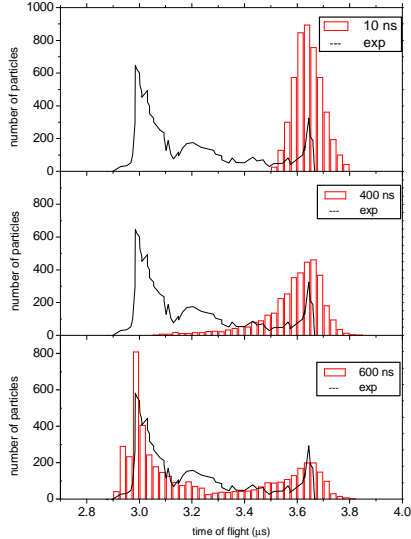 1000
800
600
400
200
0
number of particles
10 ns
--- exp
800
600
400
200
0
number of particles
400 ns
--- exp
800
600
400
200
0
number of particles
600 ns
--- exp
2.8 3.0 3.2 3.4 3.6 3.8 4.0
time of flight (μs)